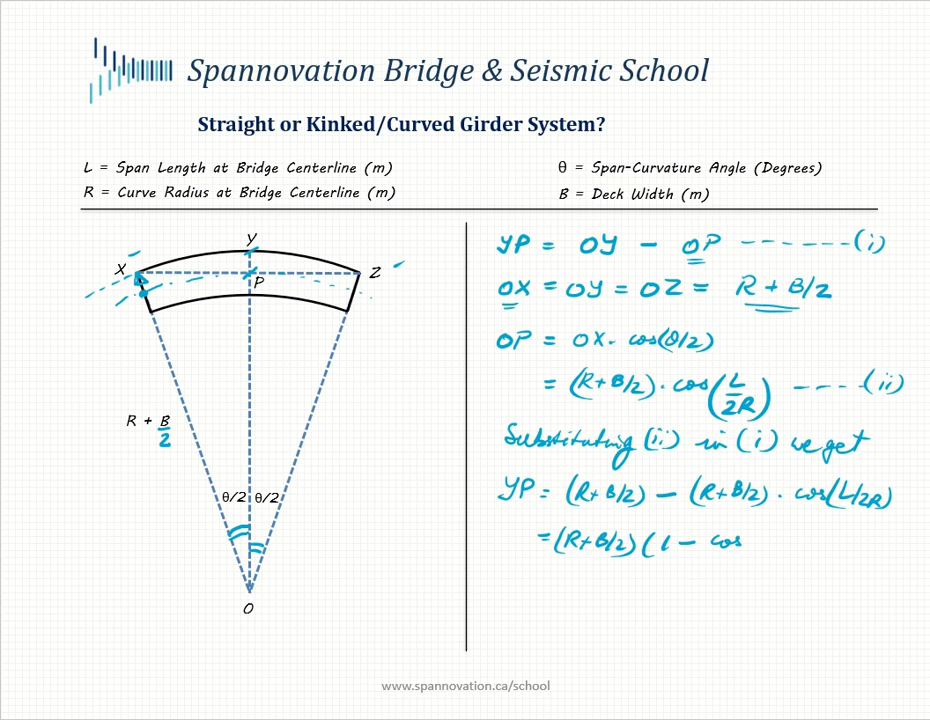 Spannovation Bridge & Seismic School
Straight or Kinked/Curved Girder System?
L = Span Length at Bridge Centerline (m)
R = Curve Radius at Bridge Centerline (m)
θ = Span-Curvature Angle (Degrees)
B = Deck Width (m)
Y
X
Z
P
R + B/2
θ/2
θ/2
O
YP = OY - OP ------(i)
OX = OY = OZ = R + B/2
OP = OX. cos(θ/2)
= (R+B/2). cos(L/2R) ----(ii)
Substituting (ii) in (i) we get
YP = (R+B/2) - (R+B/2). cos(L/2R)
= (R+B/2) (1 - cos
www.spannovation.ca/school